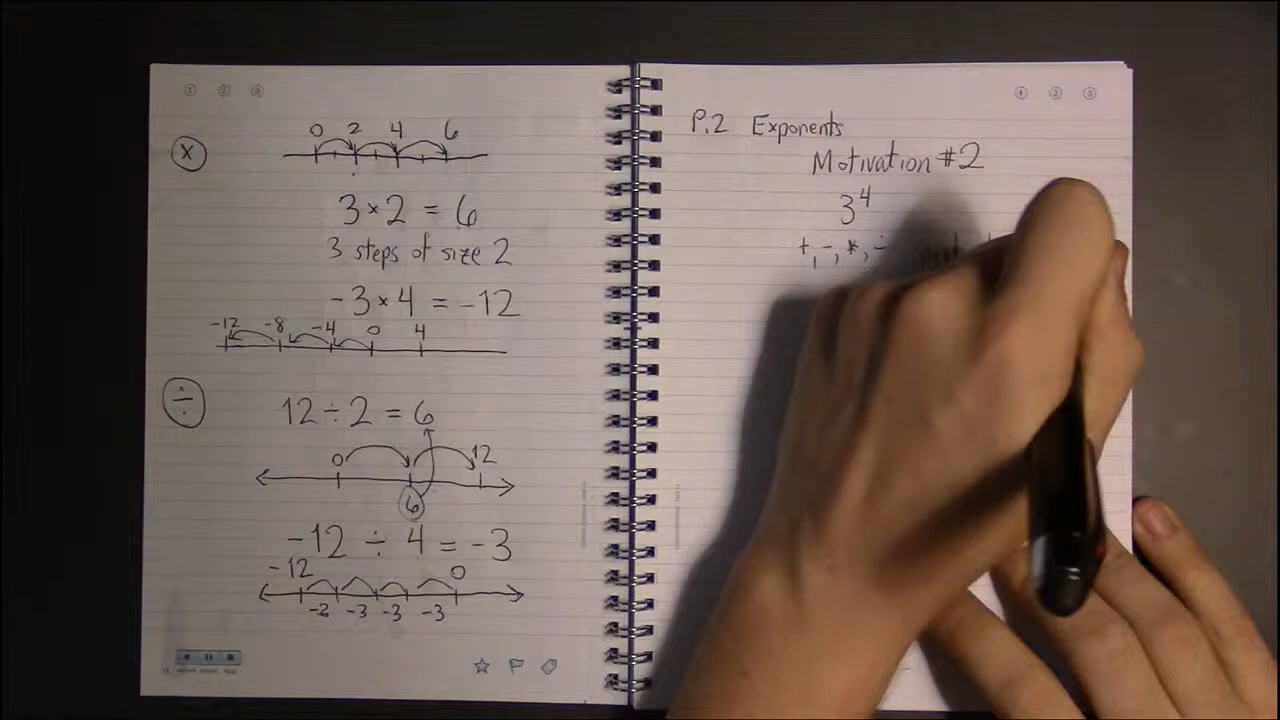 0 2 4 6
×
3 × 2 = 6
3 steps of size 2
-3 × 4 = -12
-12 -8 -4 0 4
÷
12 ÷ 2 = 6
0 12
6
-12 ÷ 4 = -3
-12 0
-2 -3 -3 -3
P.2 Exponents
Motivation #2
3⁴
+, -, *, ÷